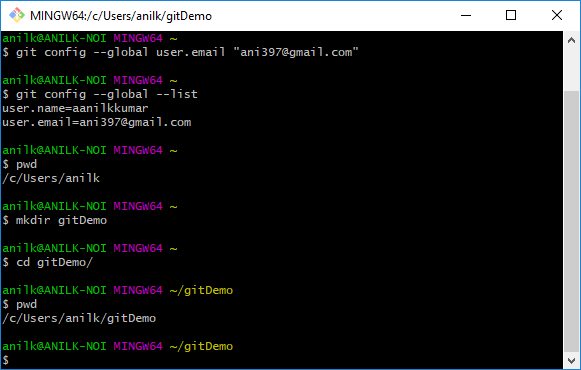 MINGW64:/c/Users/anilk/gitDemo
anilk@ANILK-NOI MINGW64 ~
$ git config --global user.email "ani397@gmail.com"
anilk@ANILK-NOI MINGW64 ~
$ git config --global --list
user.name=aanilkkumar
user.email=ani397@gmail.com
anilk@ANILK-NOI MINGW64 ~
$ pwd
/c/Users/anilk
anilk@ANILK-NOI MINGW64 ~
$ mkdir gitDemo
anilk@ANILK-NOI MINGW64 ~
$ cd gitDemo/
anilk@ANILK-NOI MINGW64 ~/gitDemo
$ pwd
/c/Users/anilk/gitDemo
anilk@ANILK-NOI MINGW64 ~/gitDemo
$